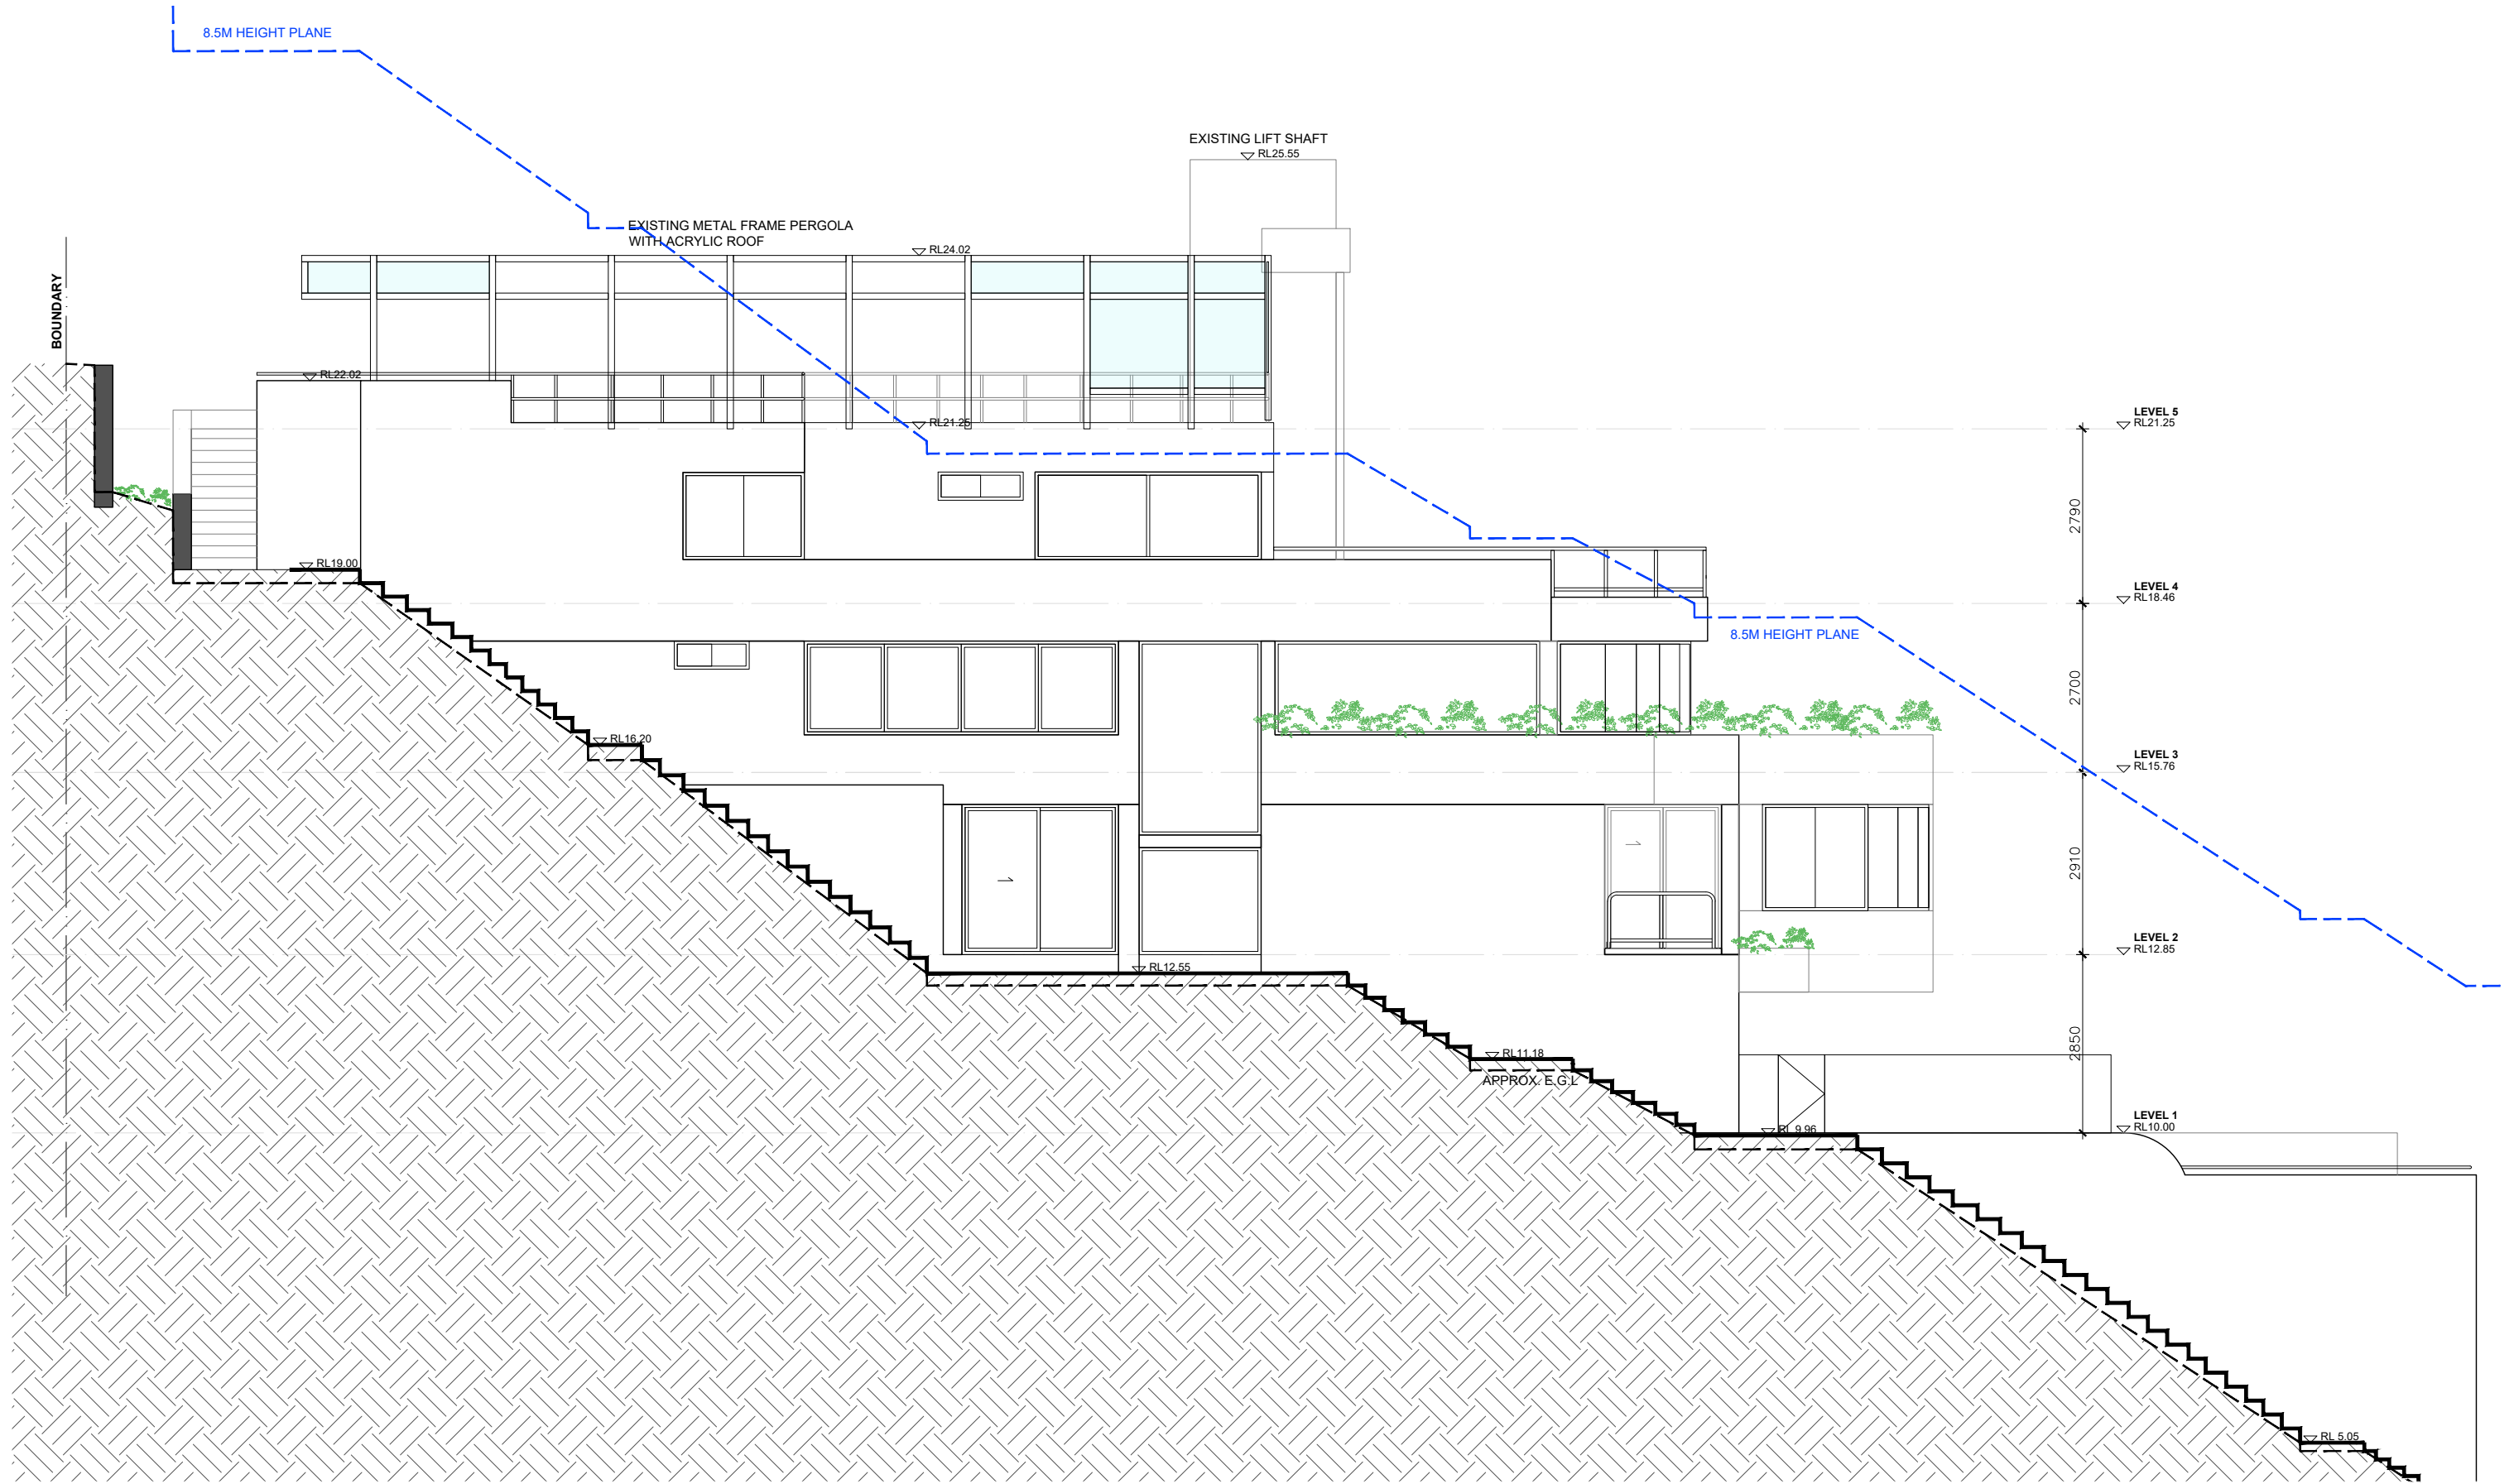 8.5M HEIGHT PLANE
EXISTING LIFT SHAFT
RL25.55
EXISTING METAL FRAME PERGOLA
WITH ACRYLIC ROOF
RL24.02
BOUNDARY
RL22.02
RL21.25
LEVEL 5
RL21.25
2790
RL19.00
LEVEL 4
RL18.46
8.5M HEIGHT PLANE
2700
RL16.20
LEVEL 3
RL15.76
2910
LEVEL 2
RL12.85
RL12.55
2850
RL11.18
APPROX. E.G.L
LEVEL 1
RL10.00
RL 9.96
RL 5.05